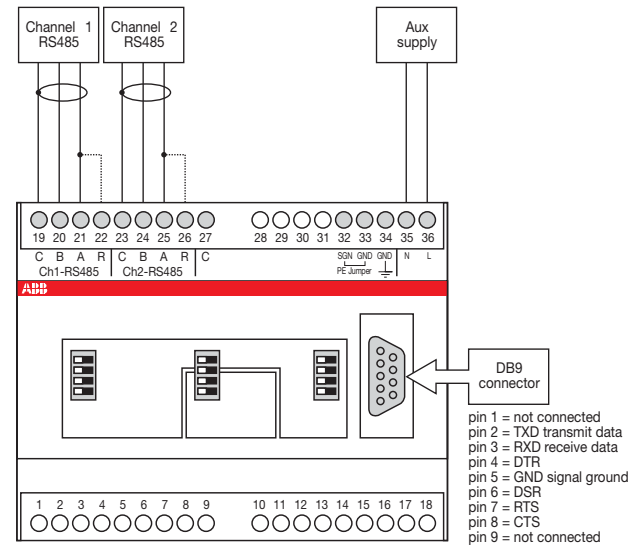 Channel 1
RS485
Channel 2
RS485
Aux
supply
19 20 21 22 23 24 25 26 27 28 29 30 31 32 33 34 35 36
C B A R C B A R C SGN GND GND N L
Ch1-RS485 Ch2-RS485 PE Jumper
ABB
DB9
connector
pin 1 = not connected
pin 2 = TXD transmit data
pin 3 = RXD receive data
pin 4 = DTR
pin 5 = GND signal ground
pin 6 = DSR
pin 7 = RTS
pin 8 = CTS
pin 9 = not connected
1 2 3 4 5 6 7 8 9 10 11 12 13 14 15 16 17 18